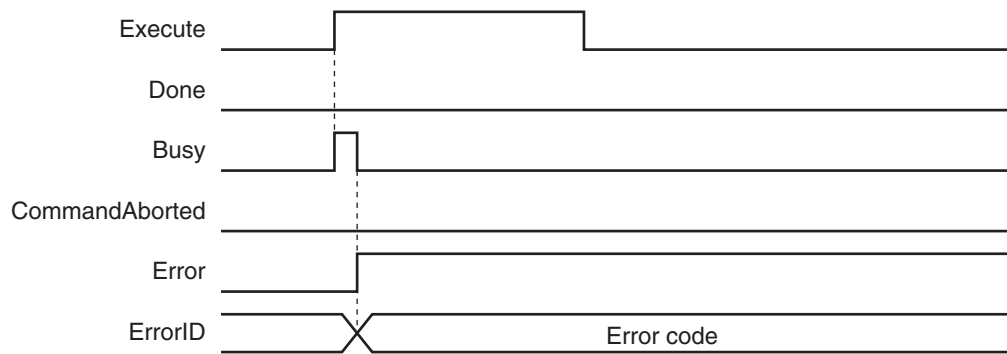 Execute
Done
Busy
CommandAborted
Error
ErrorID
Error code